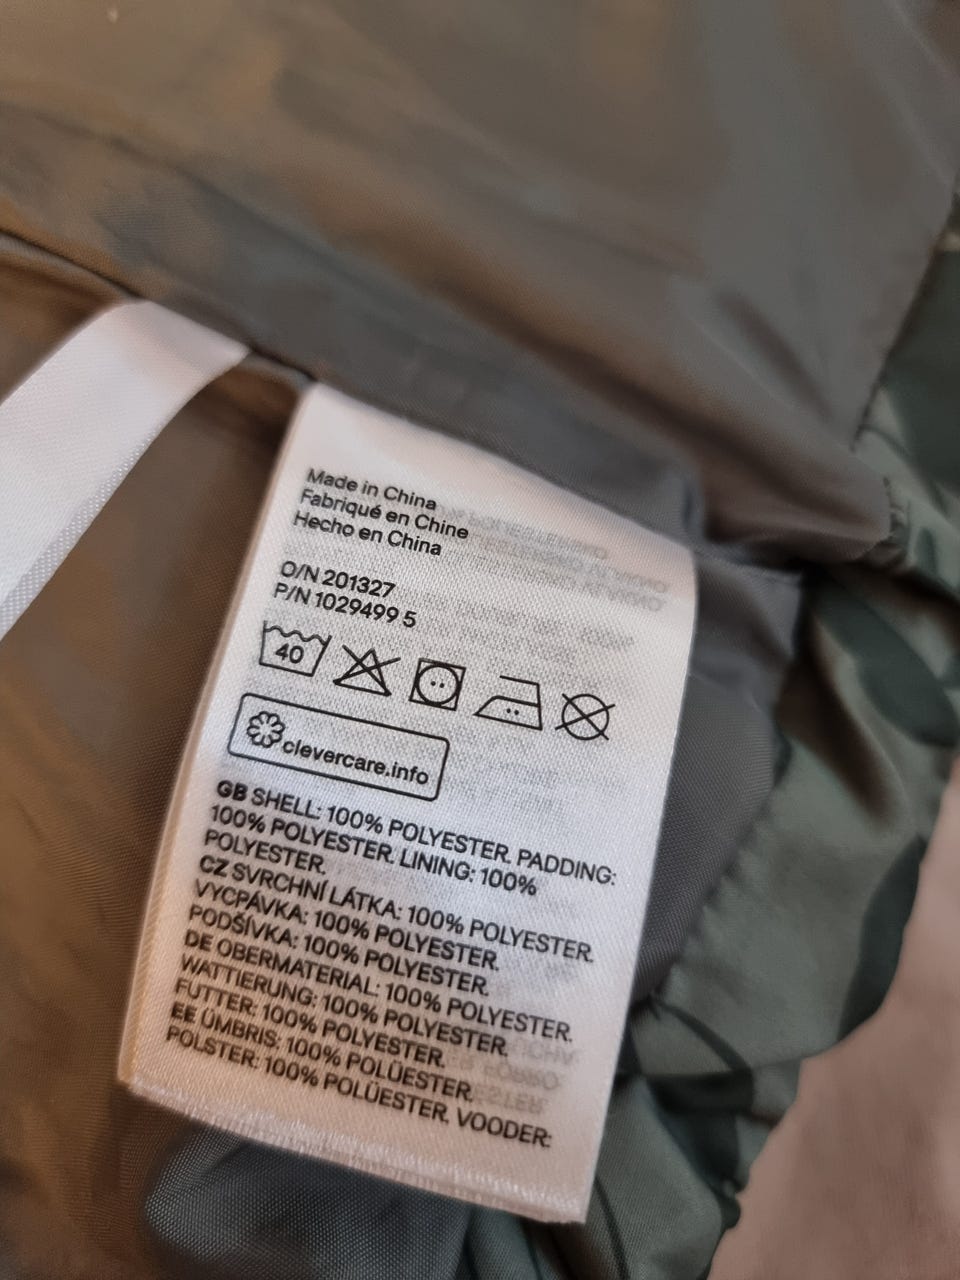 Made in China
Fabriqué en Chine
Hecho en China
O/N 201327
P/N 1029499 5
40
clevercare.info
GB SHELL: 100% POLYESTER. PADDING:
100% POLYESTER. LINING: 100%
POLYESTER.
CZ SVRCHNÍ LÁTKA: 100% POLYESTER.
VYCPÁVKA: 100% POLYESTER.
PODŠÍVKA: 100% POLYESTER.
DE OBERMATERIAL: 100% POLYESTER.
WATTIERUNG: 100% POLYESTER.
FUTTER: 100% POLYESTER.
EE ÜMBRIS: 100% POLÜESTER.
POLSTER: 100% POLÜESTER. VOODER: